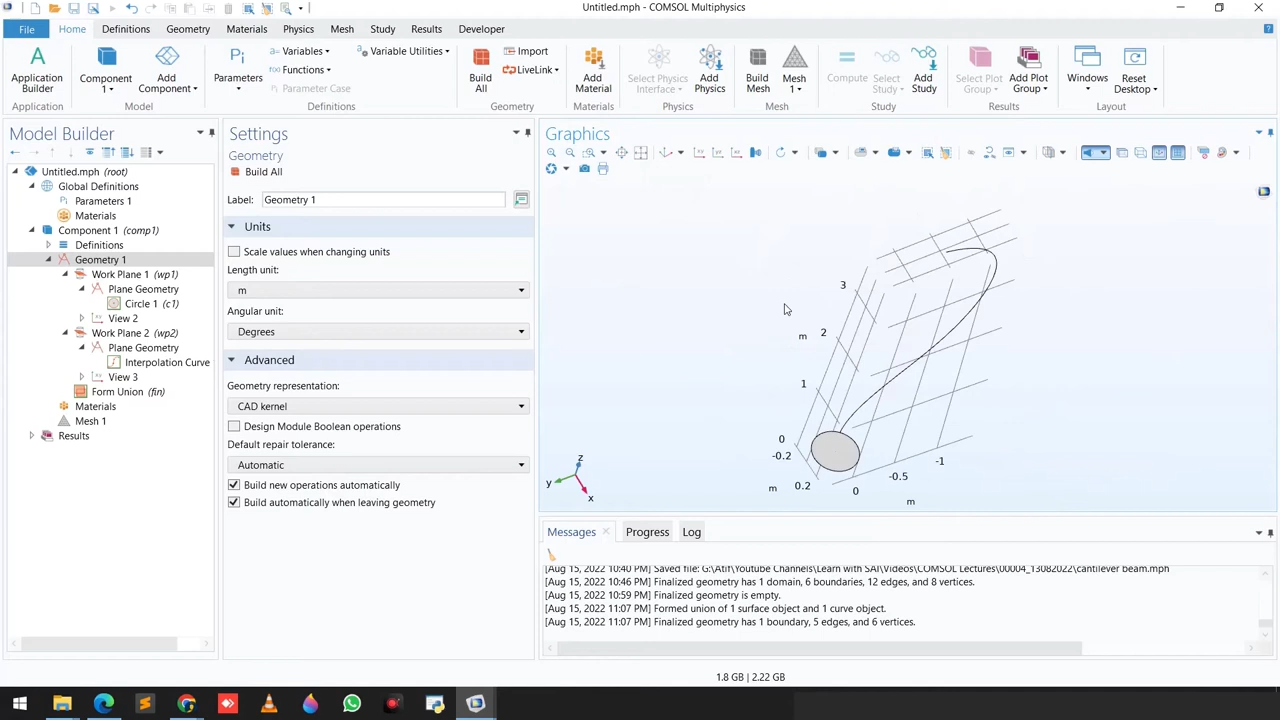 Untitled.mph - COMSOL Multiphysics
File Home Definitions Geometry Materials Physics Mesh Study Results Developer
Application Builder
Component 1
Add Component
Parameters
Variables
Functions
Parameter Case
Variable Utilities
Build All
Import
LiveLink
Add Material
Select Physics Interface
Add Physics
Build Mesh
Mesh 1
Compute
Select Study
Add Study
Select Plot Group
Add Plot Group
Windows
Reset Desktop
Application Model Definitions Geometry Materials Physics Mesh Study Results Layout
Model Builder
Untitled.mph (root)
Global Definitions
Parameters 1
Materials
Component 1 (comp1)
Definitions
Geometry 1
Work Plane 1 (wp1)
Plane Geometry
Circle 1 (c1)
View 2
Work Plane 2 (wp2)
Plane Geometry
Interpolation Curve
View 3
Form Union (fin)
Materials
Mesh 1
Results
Settings
Geometry
Build All
Label: Geometry 1
Units
Scale values when changing units
Length unit:
m
Angular unit:
Degrees
Advanced
Geometry representation:
CAD kernel
Design Module Boolean operations
Default repair tolerance:
Automatic
Build new operations automatically
Build automatically when leaving geometry
Graphics
3
m 2
1
0
-0.2
m 0.2
0 -0.5 -1
m
z
y
x
Messages Progress Log
[Aug 15, 2022 10:40 PM] Saved file: G:\Atif\Youtube Channels\Learn with SAI\Videos\COMSOL Lectures\00004_13082022\cantilever beam.mph
[Aug 15, 2022 10:46 PM] Finalized geometry has 1 domain, 6 boundaries, 12 edges, and 8 vertices.
[Aug 15, 2022 10:59 PM] Finalized geometry is empty.
[Aug 15, 2022 11:07 PM] Formed union of 1 surface object and 1 curve object.
[Aug 15, 2022 11:07 PM] Finalized geometry has 1 boundary, 5 edges, and 6 vertices.
1.8 GB | 2.22 GB